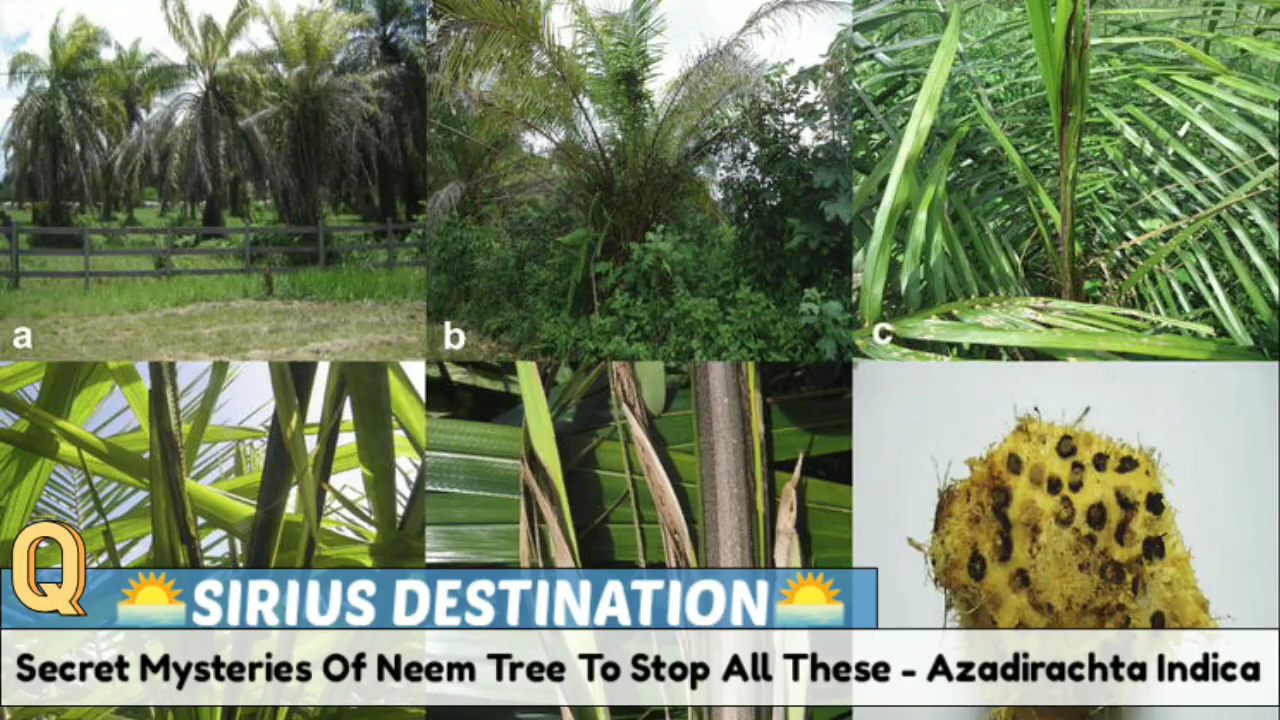 a
b
c
Q
SIRIUS DESTINATION
Secret Mysteries Of Neem Tree To Stop All These - Azadirachta Indica